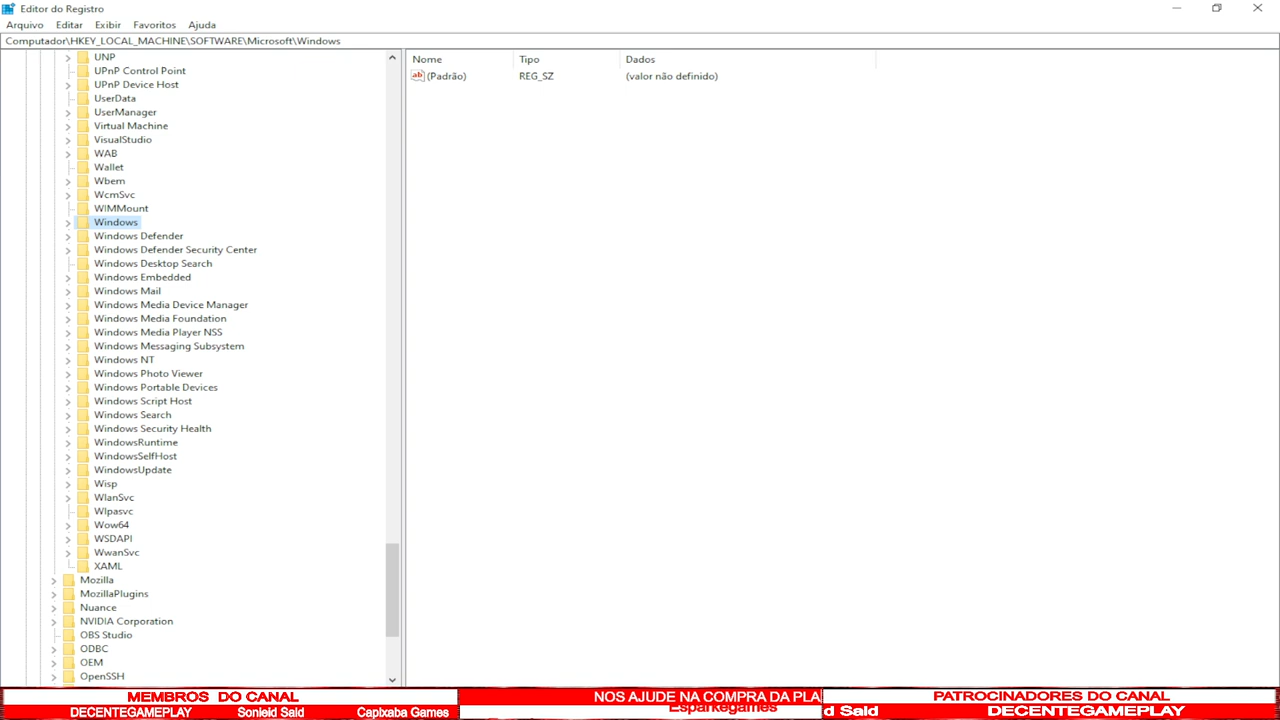 Editor do Registro
Arquivo Editar Exibir Favoritos Ajuda
Computador\HKEY_LOCAL_MACHINE\SOFTWARE\Microsoft\Windows
UNP
UPnP Control Point
UPnP Device Host
UserData
UserManager
Virtual Machine
VisualStudio
WAB
Wallet
Wbem
WcmSvc
WIMMount
Windows
Windows Defender
Windows Defender Security Center
Windows Desktop Search
Windows Embedded
Windows Mail
Windows Media Device Manager
Windows Media Foundation
Windows Media Player NSS
Windows Messaging Subsystem
Windows NT
Windows Photo Viewer
Windows Portable Devices
Windows Script Host
Windows Search
Windows Security Health
WindowsRuntime
WindowsSelfHost
WindowsUpdate
Wisp
WlanSvc
Wlpasvc
Wow64
WSDAPI
WwanSvc
XAML
Mozilla
MozillaPlugins
Nuance
NVIDIA Corporation
OBS Studio
ODBC
OEM
OpenSSH
Nome Tipo Dados
ab (Padrão) REG_SZ (valor não definido)
MEMBROS DO CANAL
DECENTEGAMEPLAY Sonleid Said Capixaba Games
NOS AJUDE NA COMPRA DA PLA
Esparkegames
PATROCINADORES DO CANAL
d Said DECENTEGAMEPLAY